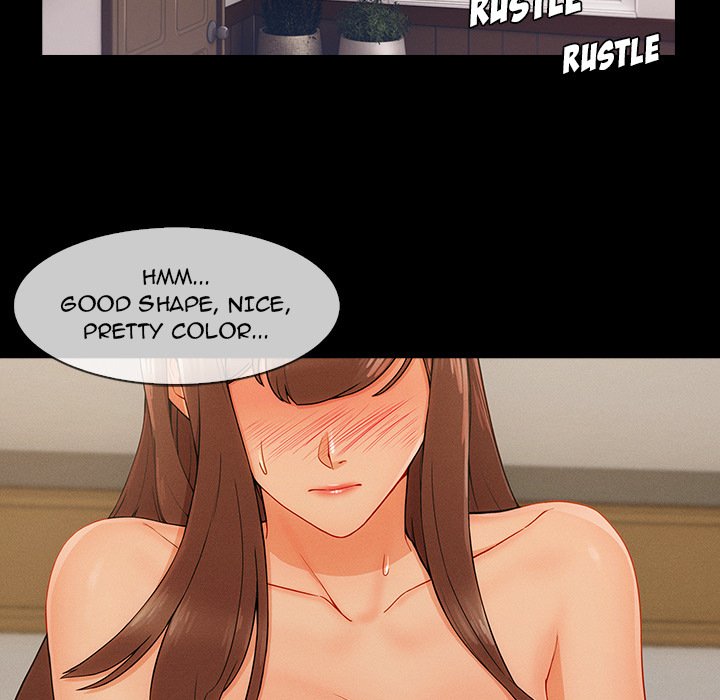 RUSTLE
RUSTLE
HMM...
GOOD SHAPE, NICE,
PRETTY COLOR...